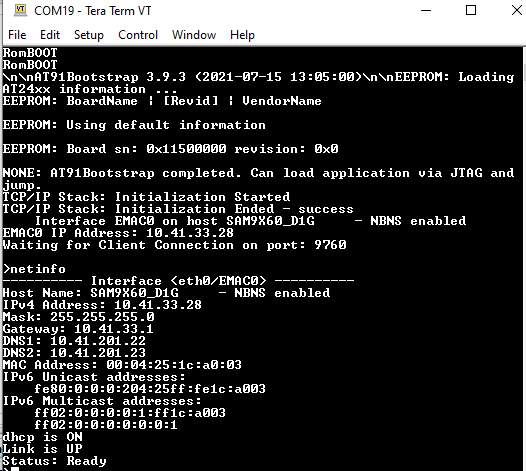 COM19 - Tera Term VT
File Edit Setup Control Window Help
RomBOOT
RomBOOT
\n\nAT91Bootstrap 3.9.3 (2021-07-15 13:05:00)\n\nEEPROM: Loading
AT24xx information ...
EEPROM: BoardName | [Revid] | VendorName
EEPROM: Using default information
EEPROM: Board sn: 0x11500000 revision: 0x0
NONE: AT91Bootstrap completed. Can load application via JTAG and
jump.
TCP/IP Stack: Initialization Started
TCP/IP Stack: Initialization Ended - success
Interface EMAC0 on host SAM9X60_D1G - NBNS enabled
EMAC0 IP Address: 10.41.33.28
Waiting for Client Connection on port: 9760
>netinfo
---------- Interface <eth0/EMAC0> ----------
Host Name: SAM9X60_D1G - NBNS enabled
IPv4 Address: 10.41.33.28
Mask: 255.255.255.0
Gateway: 10.41.33.1
DNS1: 10.41.201.22
DNS2: 10.41.201.23
MAC Address: 00:04:25:1c:a0:03
IPv6 Unicast addresses:
fe80:0:0:0:204:25ff:fe1c:a003
IPv6 Multicast addresses:
ff02:0:0:0:0:1:ff1c:a003
ff02:0:0:0:0:0:0:1
dhcp is ON
Link is UP
Status: Ready
>